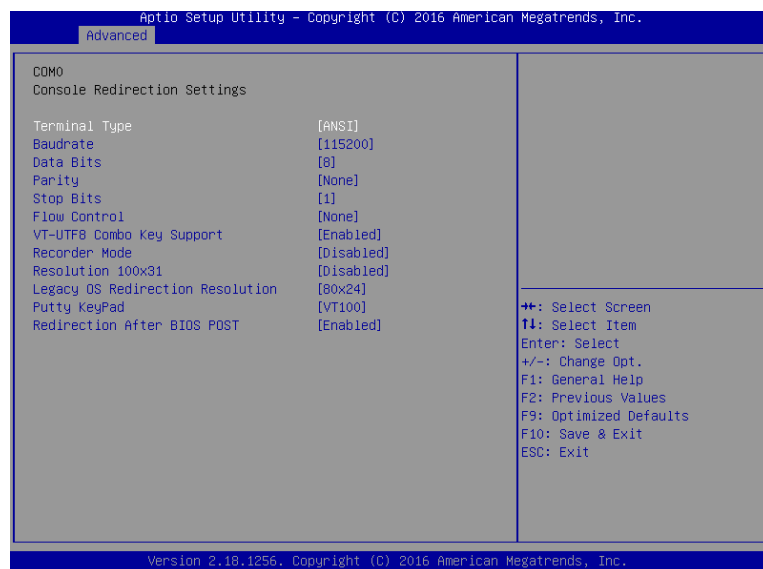 Aptio Setup Utility – Copyright (C) 2016 American Megatrends, Inc.
Advanced
COM0
Console Redirection Settings
Terminal Type [ANSI]
Baudrate [115200]
Data Bits [8]
Parity [None]
Stop Bits [1]
Flow Control [None]
VT-UTF8 Combo Key Support [Enabled]
Recorder Mode [Disabled]
Resolution 100x31 [Disabled]
Legacy OS Redirection Resolution [80x24]
Putty KeyPad [VT100]
Redirection After BIOS POST [Enabled]
→←: Select Screen
↑↓: Select Item
Enter: Select
+/-: Change Opt.
F1: General Help
F2: Previous Values
F9: Optimized Defaults
F10: Save & Exit
ESC: Exit
Version 2.18.1256. Copyright (C) 2016 American Megatrends, Inc.